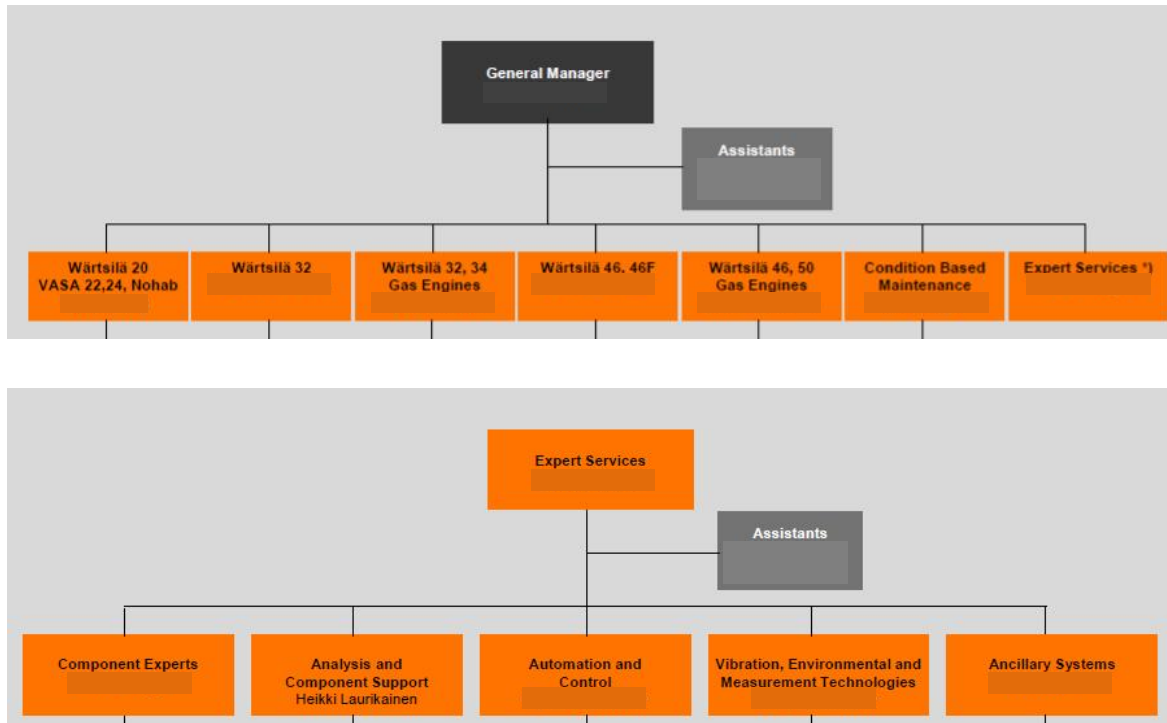 General Manager
Assistants
Wärtsilä 20
VASA 22,24, Nohab
Wärtsilä 32
Wärtsilä 32, 34
Gas Engines
Wärtsilä 46. 46F
Wärtsilä 46, 50
Gas Engines
Condition Based
Maintenance
Expert Services *)
Expert Services
Assistants
Component Experts
Analysis and
Component Support
Heikki Laurikainen
Automation and
Control
Vibration, Environmental and
Measurement Technologies
Ancillary Systems